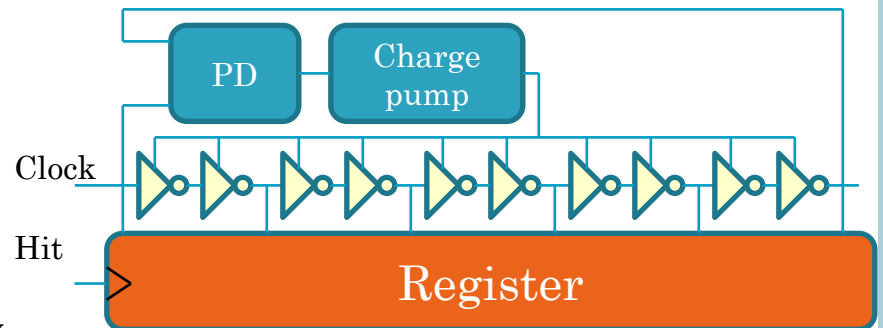 PD
Charge
pump
Clock
Hit
Register